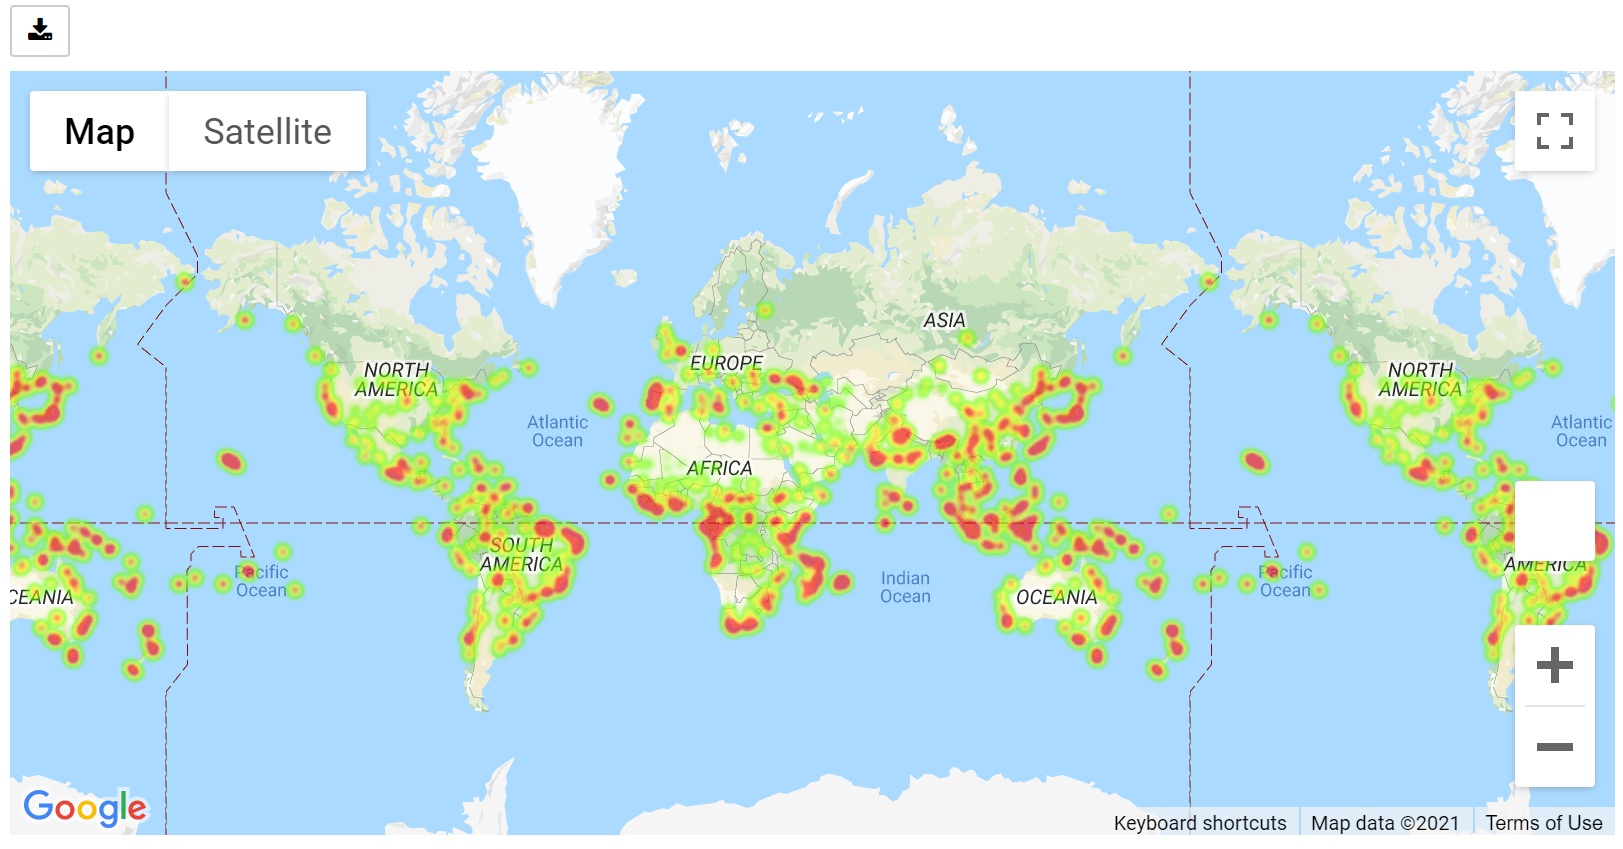 Map
Satellite
ASIA
EUROPE
NORTH
AMERICA
NORTH
AMERICA
Atlantic
Ocean
Atlantic
Ocean
AFRICA
SOUTH
AMERICA
AMERICA
Pacific
Ocean
Indian
Ocean
Pacific
Ocean
CEANIA
OCEANIA
Google
Keyboard shortcuts
Map data ©2021
Terms of Use